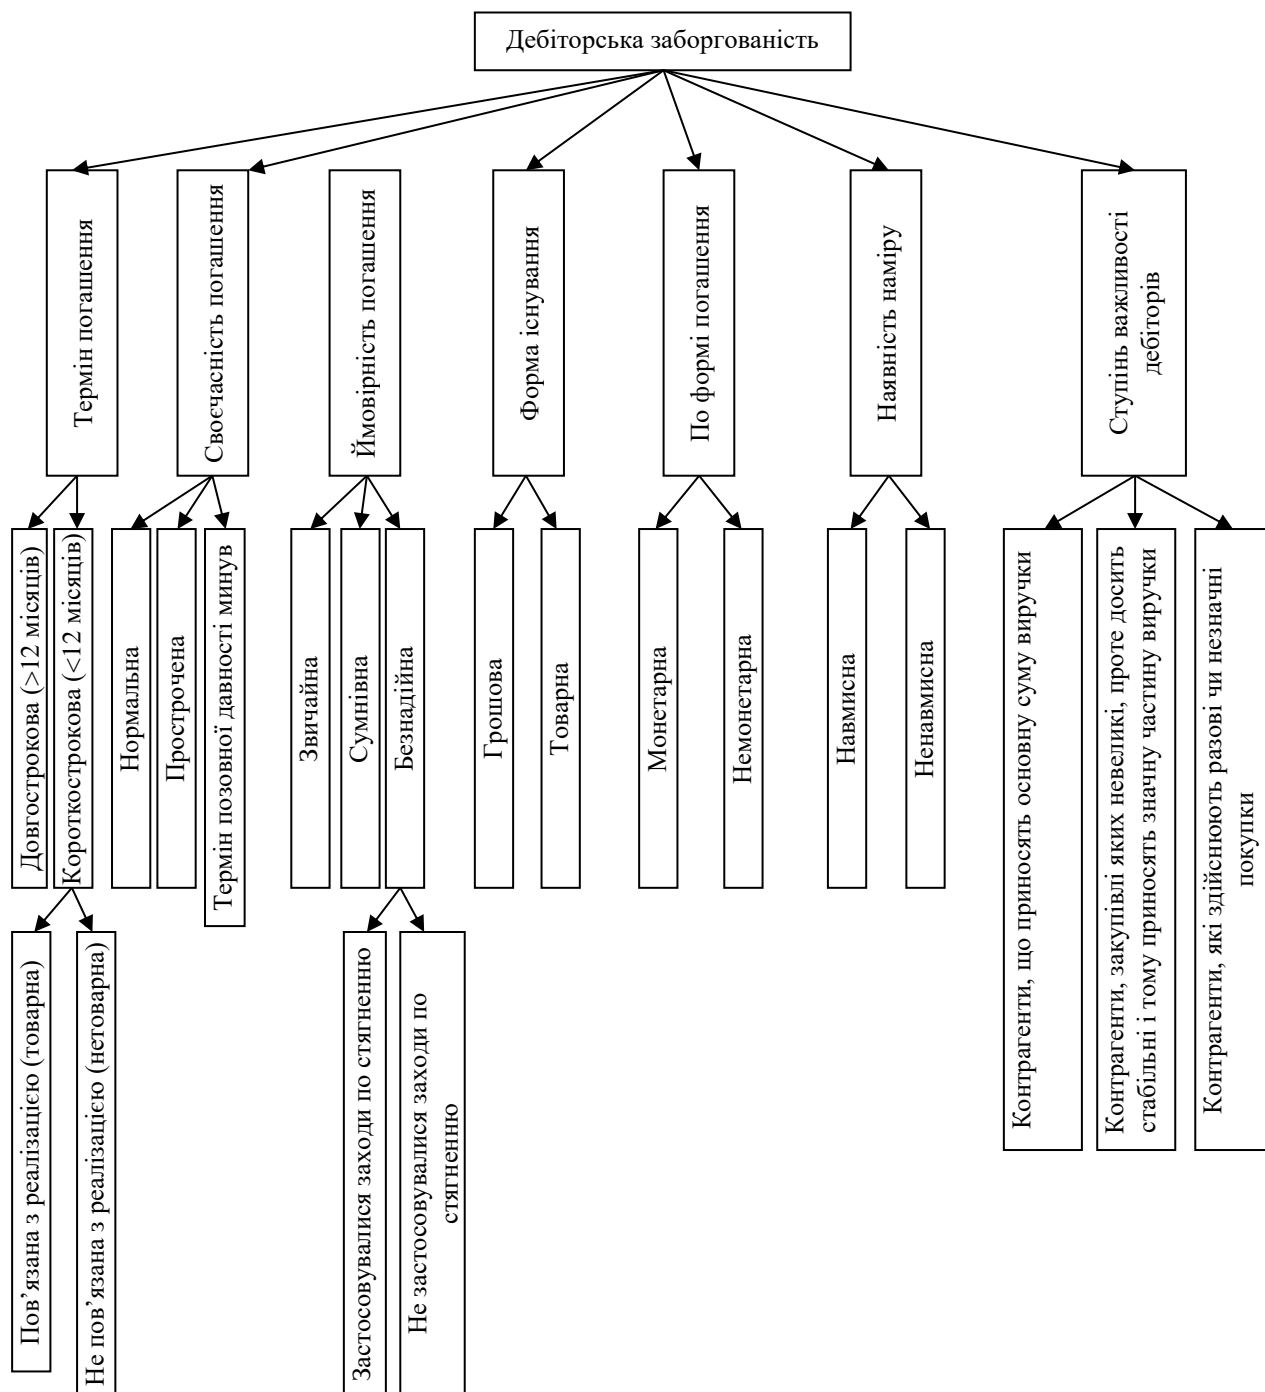 Дебіторська заборгованість
Термін погашення
Своєчасність погашення
Ймовірність погашення
Форма існування
По формі погашення
Наявність наміру
Ступінь важливості
дебіторів
Довгострокова (>12 місяців)
Короткострокова (<12 місяців)
Нормальна
Прострочена
Термін позовної давності минув
Звичайна
Сумнівна
Безнадійна
Грошова
Товарна
Монетарна
Немонетарна
Навмисна
Ненавмисна
Контрагенти, що приносять основну суму виручки
Контрагенти, закупівлі яких невеликі, проте досить
стабільні і тому приносять значну частину виручки
Контрагенти, які здійснюють разові чи незначні
покупки
Пов’язана з реалізацією (товарна)
Не пов’язана з реалізацією (нетоварна)
Застосовувалися заходи по стягненню
Не застосовувалися заходи по
стягненню